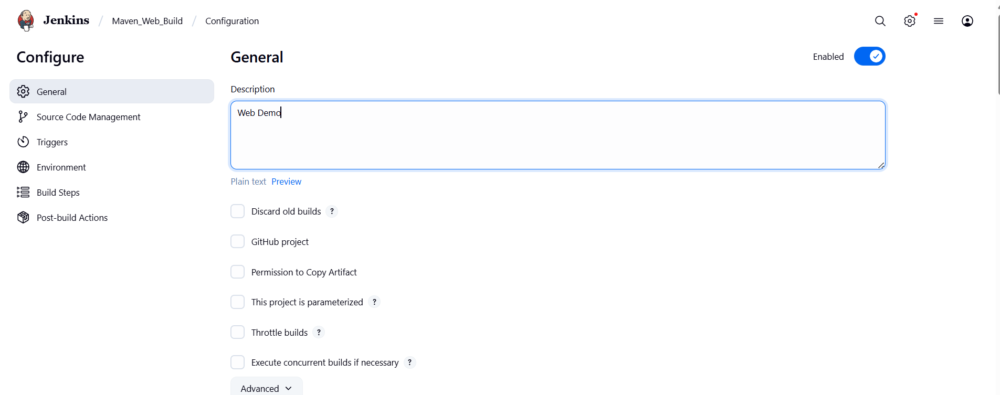 Jenkins / Maven_Web_Build / Configuration
Configure
General
Source Code Management
Triggers
Environment
Build Steps
Post-build Actions
General
Enabled
Description
Web Demo
Plain text Preview
Discard old builds ?
GitHub project
Permission to Copy Artifact
This project is parameterized ?
Throttle builds ?
Execute concurrent builds if necessary ?
Advanced